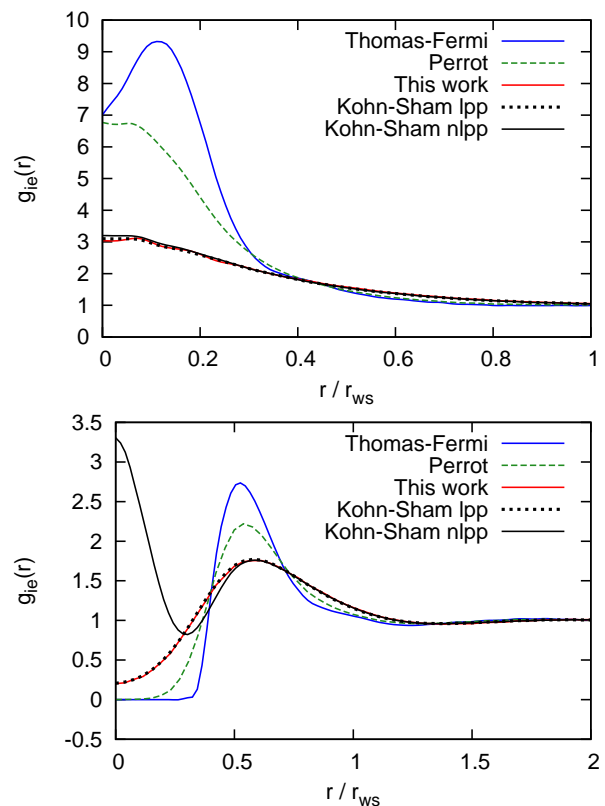 Thomas-Fermi
Perrot
This work
Kohn-Sham lpp
Kohn-Sham nlpp
10
9
8
7
6
5
4
3
2
1
0
g_ie(r)
0 0.2 0.4 0.6 0.8 1
r / r_ws
Thomas-Fermi
Perrot
This work
Kohn-Sham lpp
Kohn-Sham nlpp
3.5
3
2.5
2
1.5
1
0.5
0
-0.5
g_ie(r)
0 0.5 1 1.5 2
r / r_ws